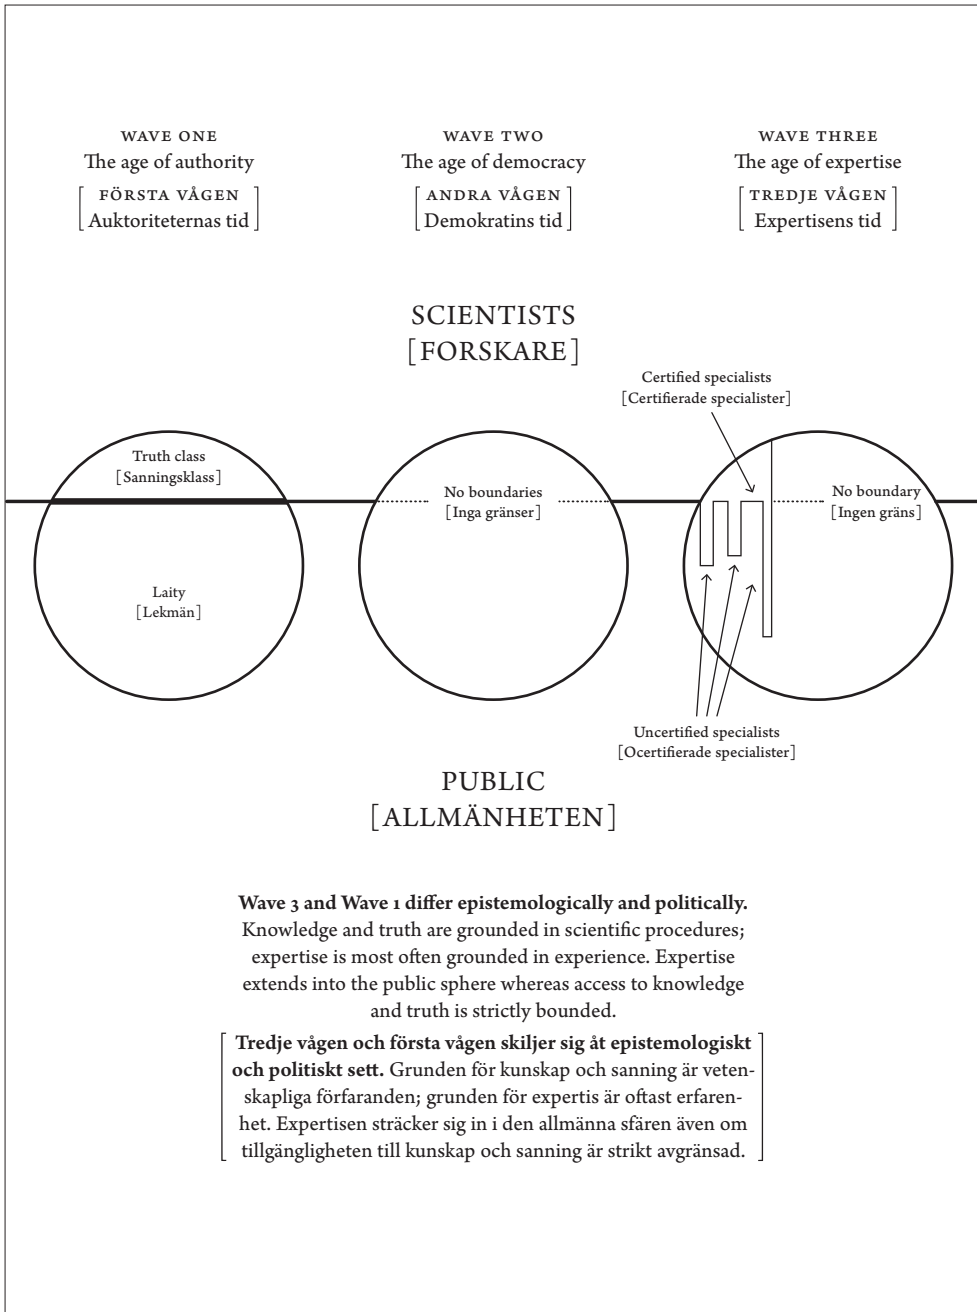 WAVE ONE
The age of authority
[FÖRSTA VÅGEN
Auktoriteternas tid]
WAVE TWO
The age of democracy
[ANDRA VÅGEN
Demokratins tid]
WAVE THREE
The age of expertise
[TREDJE VÅGEN
Expertisens tid]
SCIENTISTS
[FORSKARE]
Certified specialists
[Certifierade specialister]
Truth class
[Sanningsklass]
No boundaries
[Inga gränser]
No boundary
[Ingen gräns]
Laity
[Lekmän]
Uncertified specialists
[Ocertifierade specialister]
PUBLIC
[ALLMÄNHETEN]
Wave 3 and Wave 1 differ epistemologically and politically.
Knowledge and truth are grounded in scientific procedures;
expertise is most often grounded in experience. Expertise
extends into the public sphere whereas access to knowledge
and truth is strictly bounded.
[Tredje vågen och första vågen skiljer sig åt epistemologiskt
och politiskt sett. Grunden för kunskap och sanning är veten-
skapliga förfaranden; grunden för expertis är oftast erfaren-
het. Expertisen sträcker sig in i den allmänna sfären även om
tillgängligheten till kunskap och sanning är strikt avgränsad.]